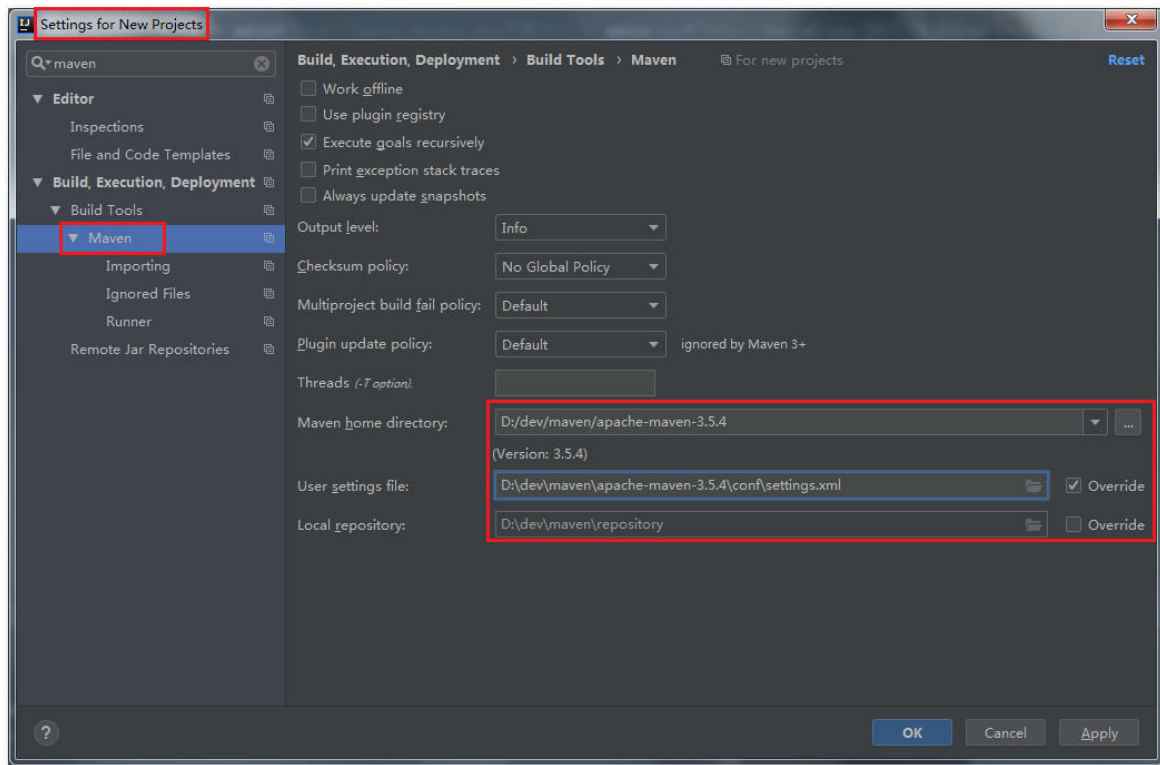 Settings for New Projects
maven
Editor
Inspections
File and Code Templates
Build, Execution, Deployment
Build Tools
Maven
Importing
Ignored Files
Runner
Remote Jar Repositories
Build, Execution, Deployment › Build Tools › Maven For new projects Reset
Work offline
Use plugin registry
Execute goals recursively
Print exception stack traces
Always update snapshots
Output level: Info
Checksum policy: No Global Policy
Multiproject build fail policy: Default
Plugin update policy: Default ignored by Maven 3+
Threads (-T option):
Maven home directory: D:/dev/maven/apache-maven-3.5.4 ...
(Version: 3.5.4)
User settings file: D:\dev\maven\apache-maven-3.5.4\conf\settings.xml Override
Local repository: D:\dev\maven\repository Override
? OK Cancel Apply